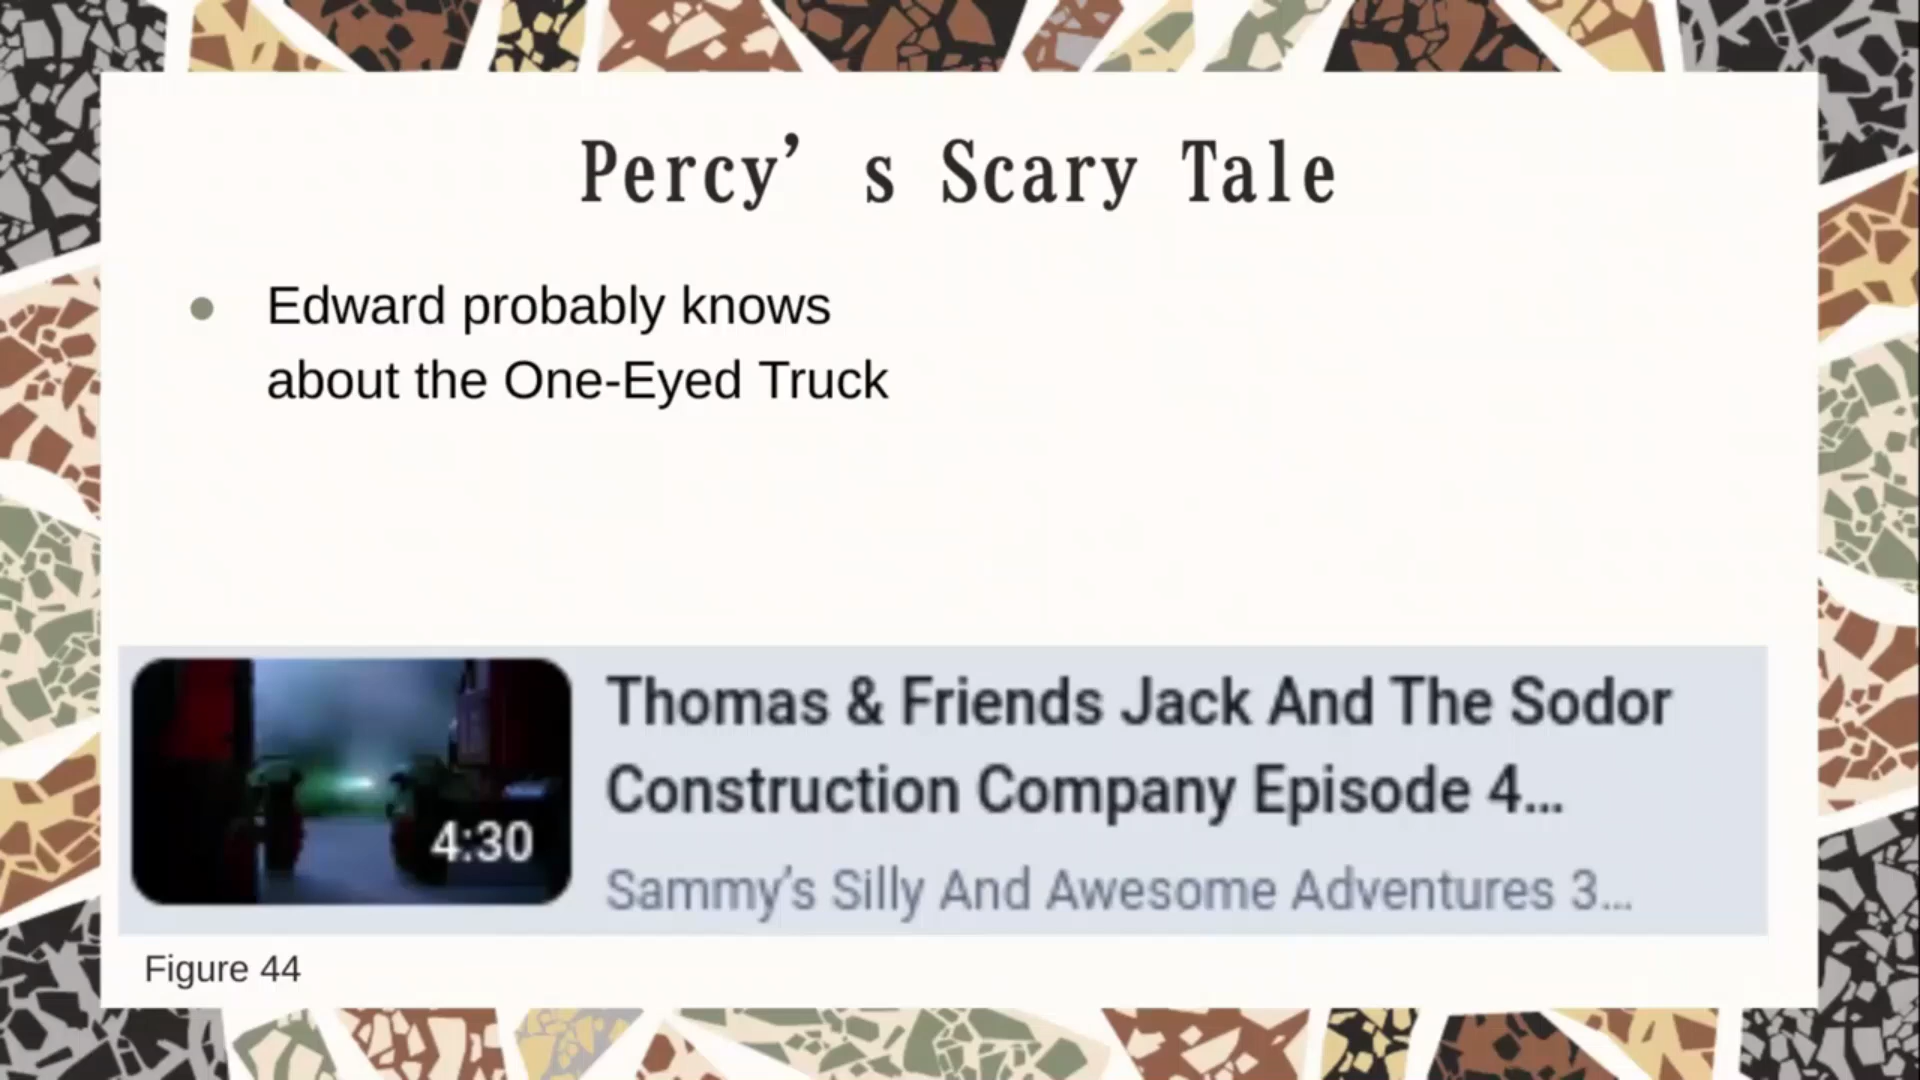 Percy’s Scary Tale
Edward probably knows
about the One-Eyed Truck
4:30
Thomas & Friends Jack And The Sodor
Construction Company Episode 4...
Sammy's Silly And Awesome Adventures 3...
Figure 44